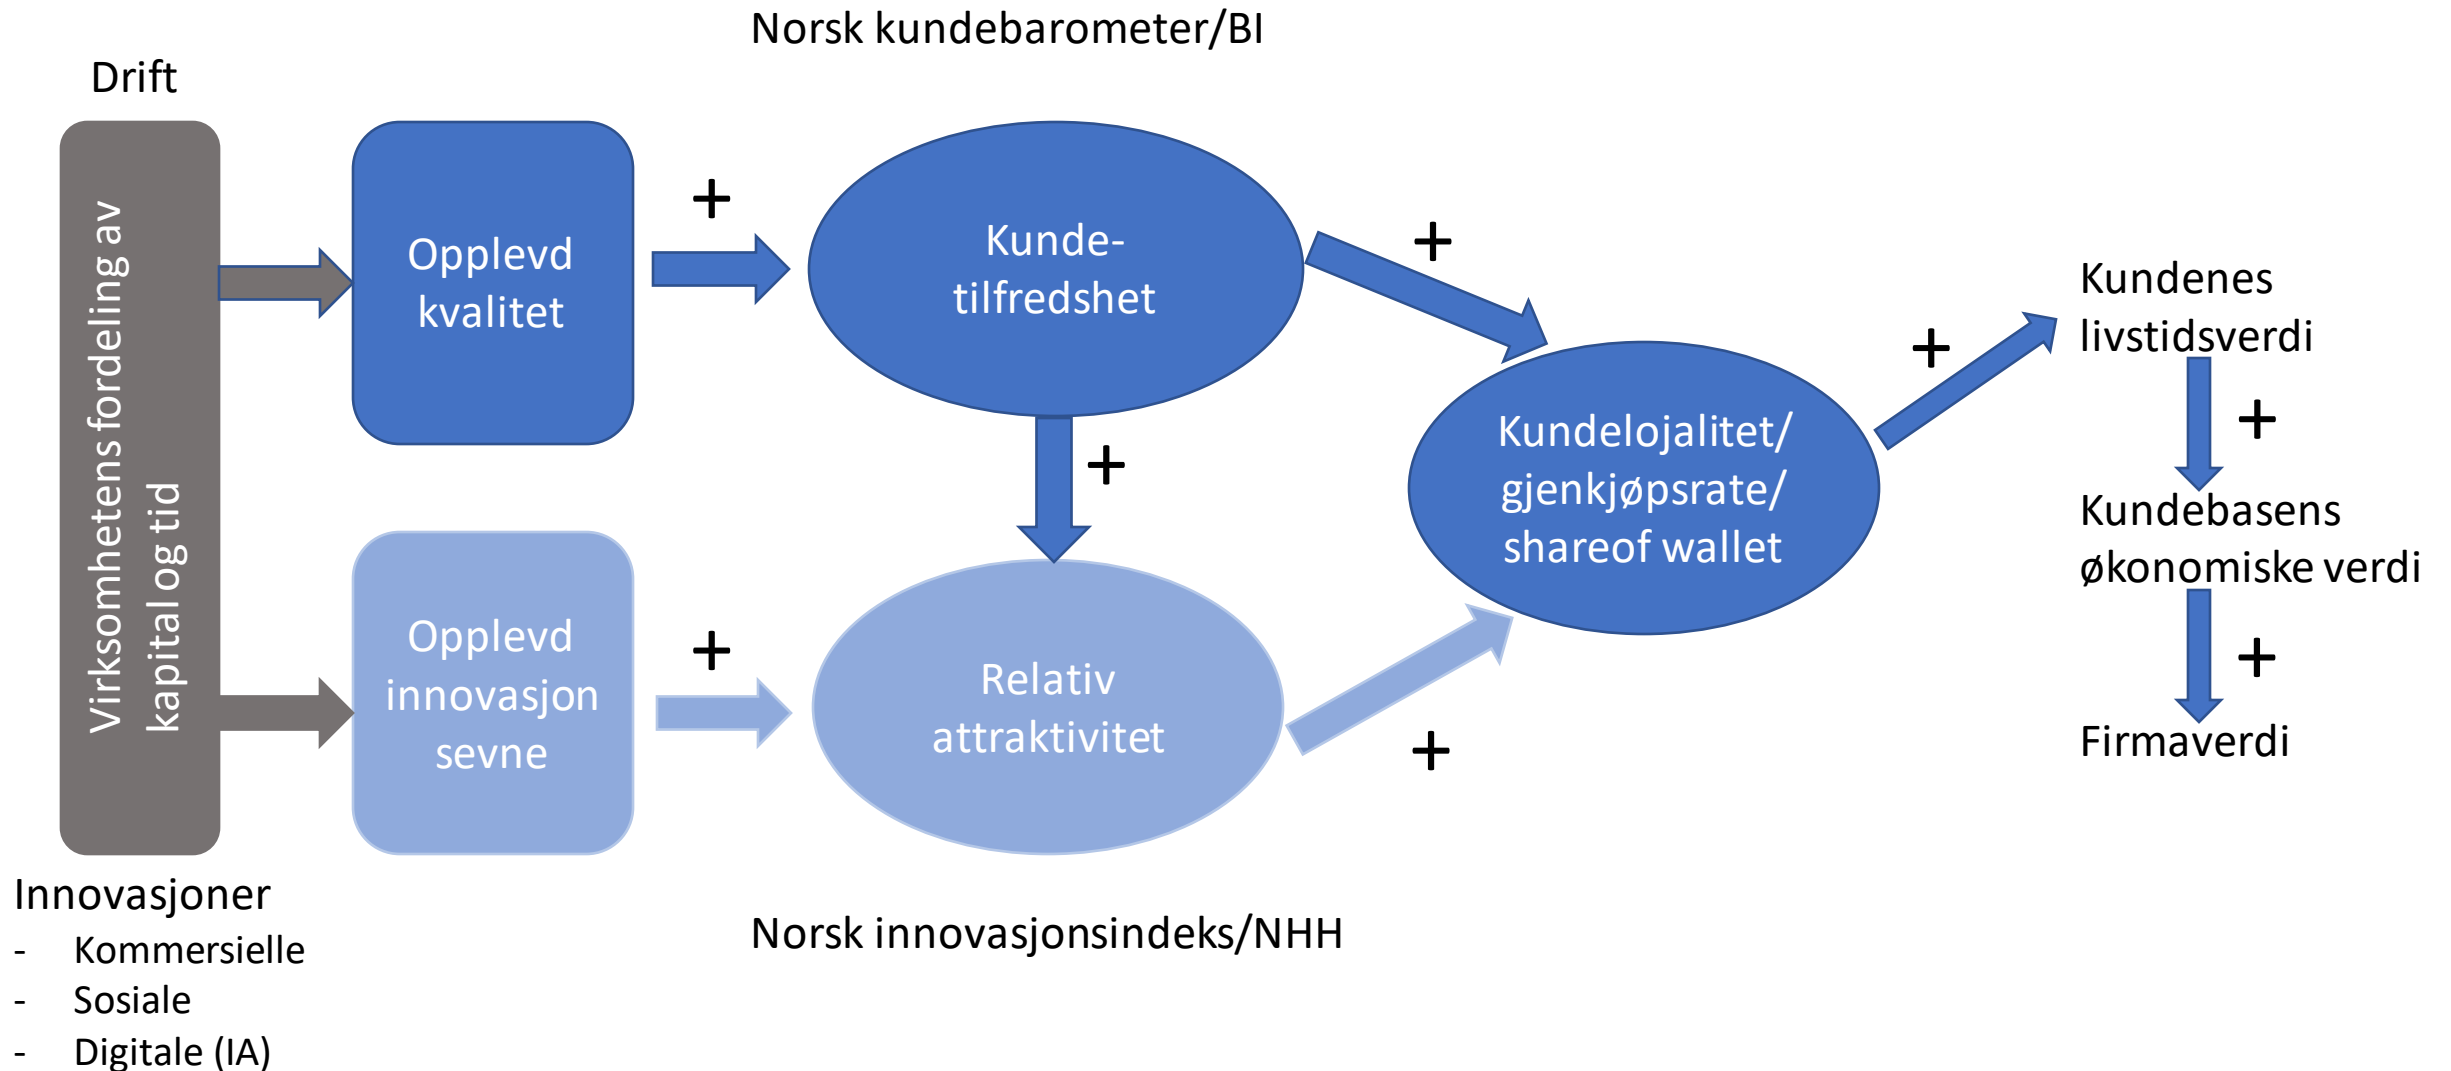 Norsk kundebarometer/BI
Drift
Virksomhetens fordeling av
kapital og tid
Opplevd
kvalitet
+
Kunde-
tilfredshet
+
+
Opplevd
innovasjon
sevne
+
Relativ
attraktivitet
+
Kundelojalitet/
gjenkjøpsrate/
shareof wallet
+
Kundenes
livstidsverdi
+
Kundebasens
økonomiske verdi
+
Firmaverdi
Innovasjoner
- Kommersielle
- Sosiale
- Digitale (IA)
Norsk innovasjonsindeks/NHH